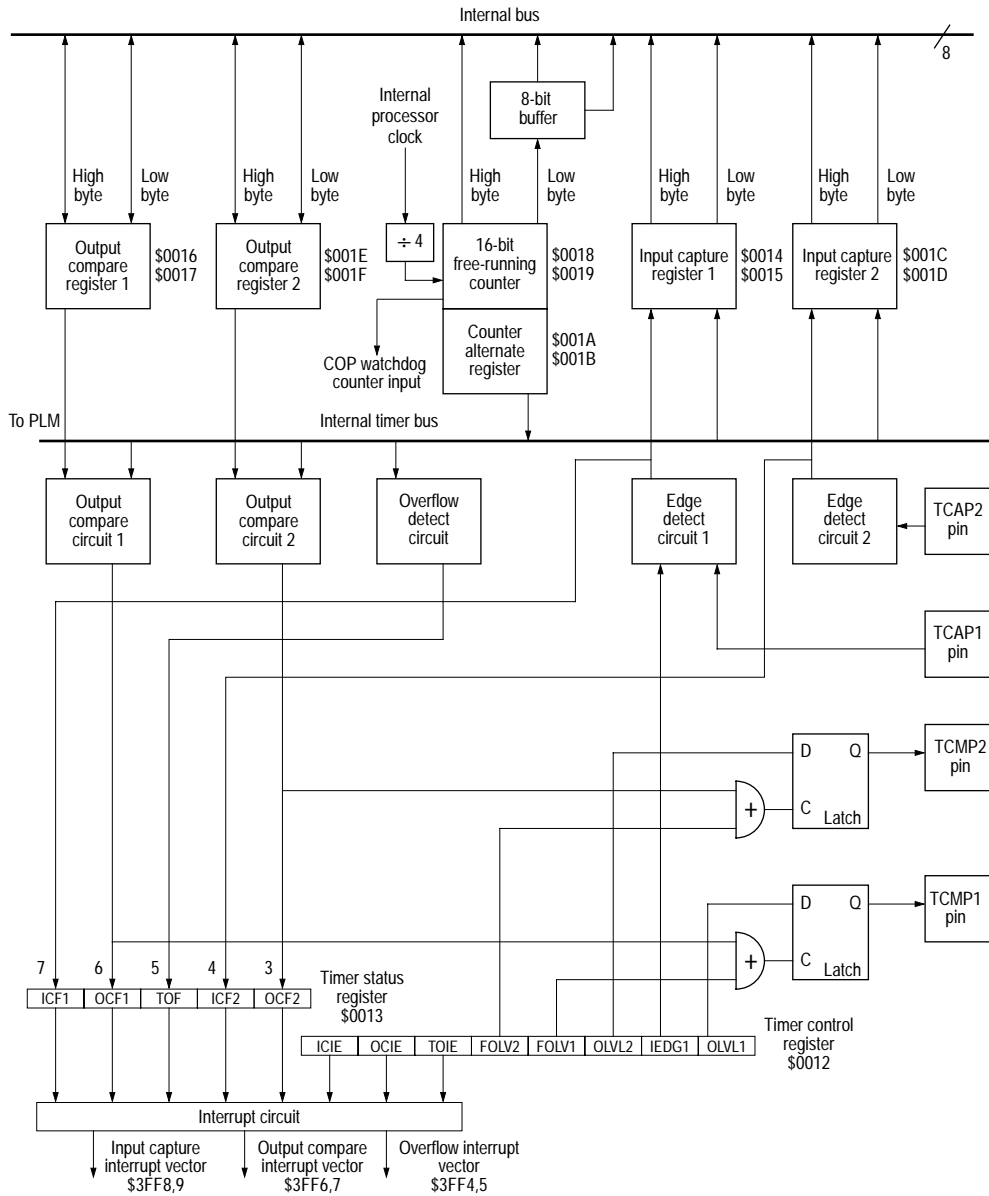 Internal bus
8
Internal
processor
clock
8-bit
buffer
High
byte
Low
byte
High
byte
Low
byte
High
byte
Low
byte
High
byte
Low
byte
High
byte
Low
byte
Output
compare
register 1
$0016
$0017
Output
compare
register 2
$001E
$001F
÷ 4
16-bit
free-running
counter
$0018
$0019
Input capture
register 1
$0014
$0015
Input capture
register 2
$001C
$001D
COP watchdog
counter input
Counter
alternate
register
$001A
$001B
To PLM
Internal timer bus
Output
compare
circuit 1
Output
compare
circuit 2
Overflow
detect
circuit
Edge
detect
circuit 1
Edge
detect
circuit 2
TCAP2
pin
TCAP1
pin
D
Q
C
Latch
+
TCMP2
pin
D
Q
C
Latch
+
TCMP1
pin
7
6
5
4
3
ICF1
OCF1
TOF
ICF2
OCF2
Timer status
register
$0013
ICIE
OCIE
TOIE
FOLV2
FOLV1
OLVL2
IEDG1
OLVL1
Timer control
register
$0012
Interrupt circuit
Input capture
interrupt vector
$3FF8,9
Output compare
interrupt vector
$3FF6,7
Overflow interrupt
vector
$3FF4,5